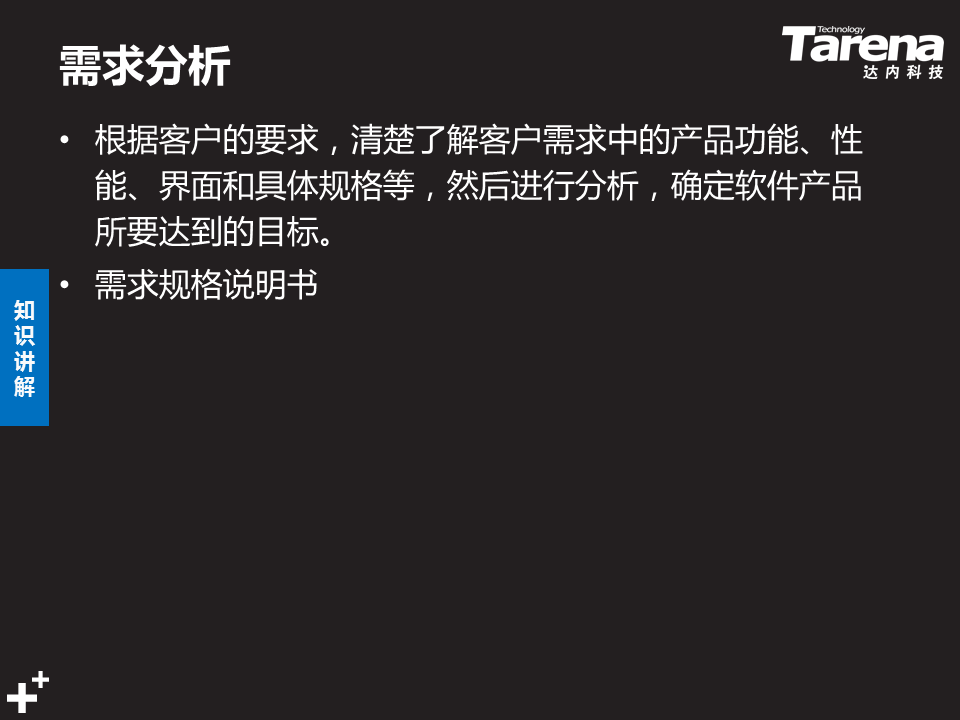 需求分析
Technology
Tarena
达内科技
• 根据客户的要求，清楚了解客户需求中的产品功能、性
能、界面和具体规格等，然后进行分析，确定软件产品
所要达到的目标。
• 需求规格说明书
知
识
讲
解